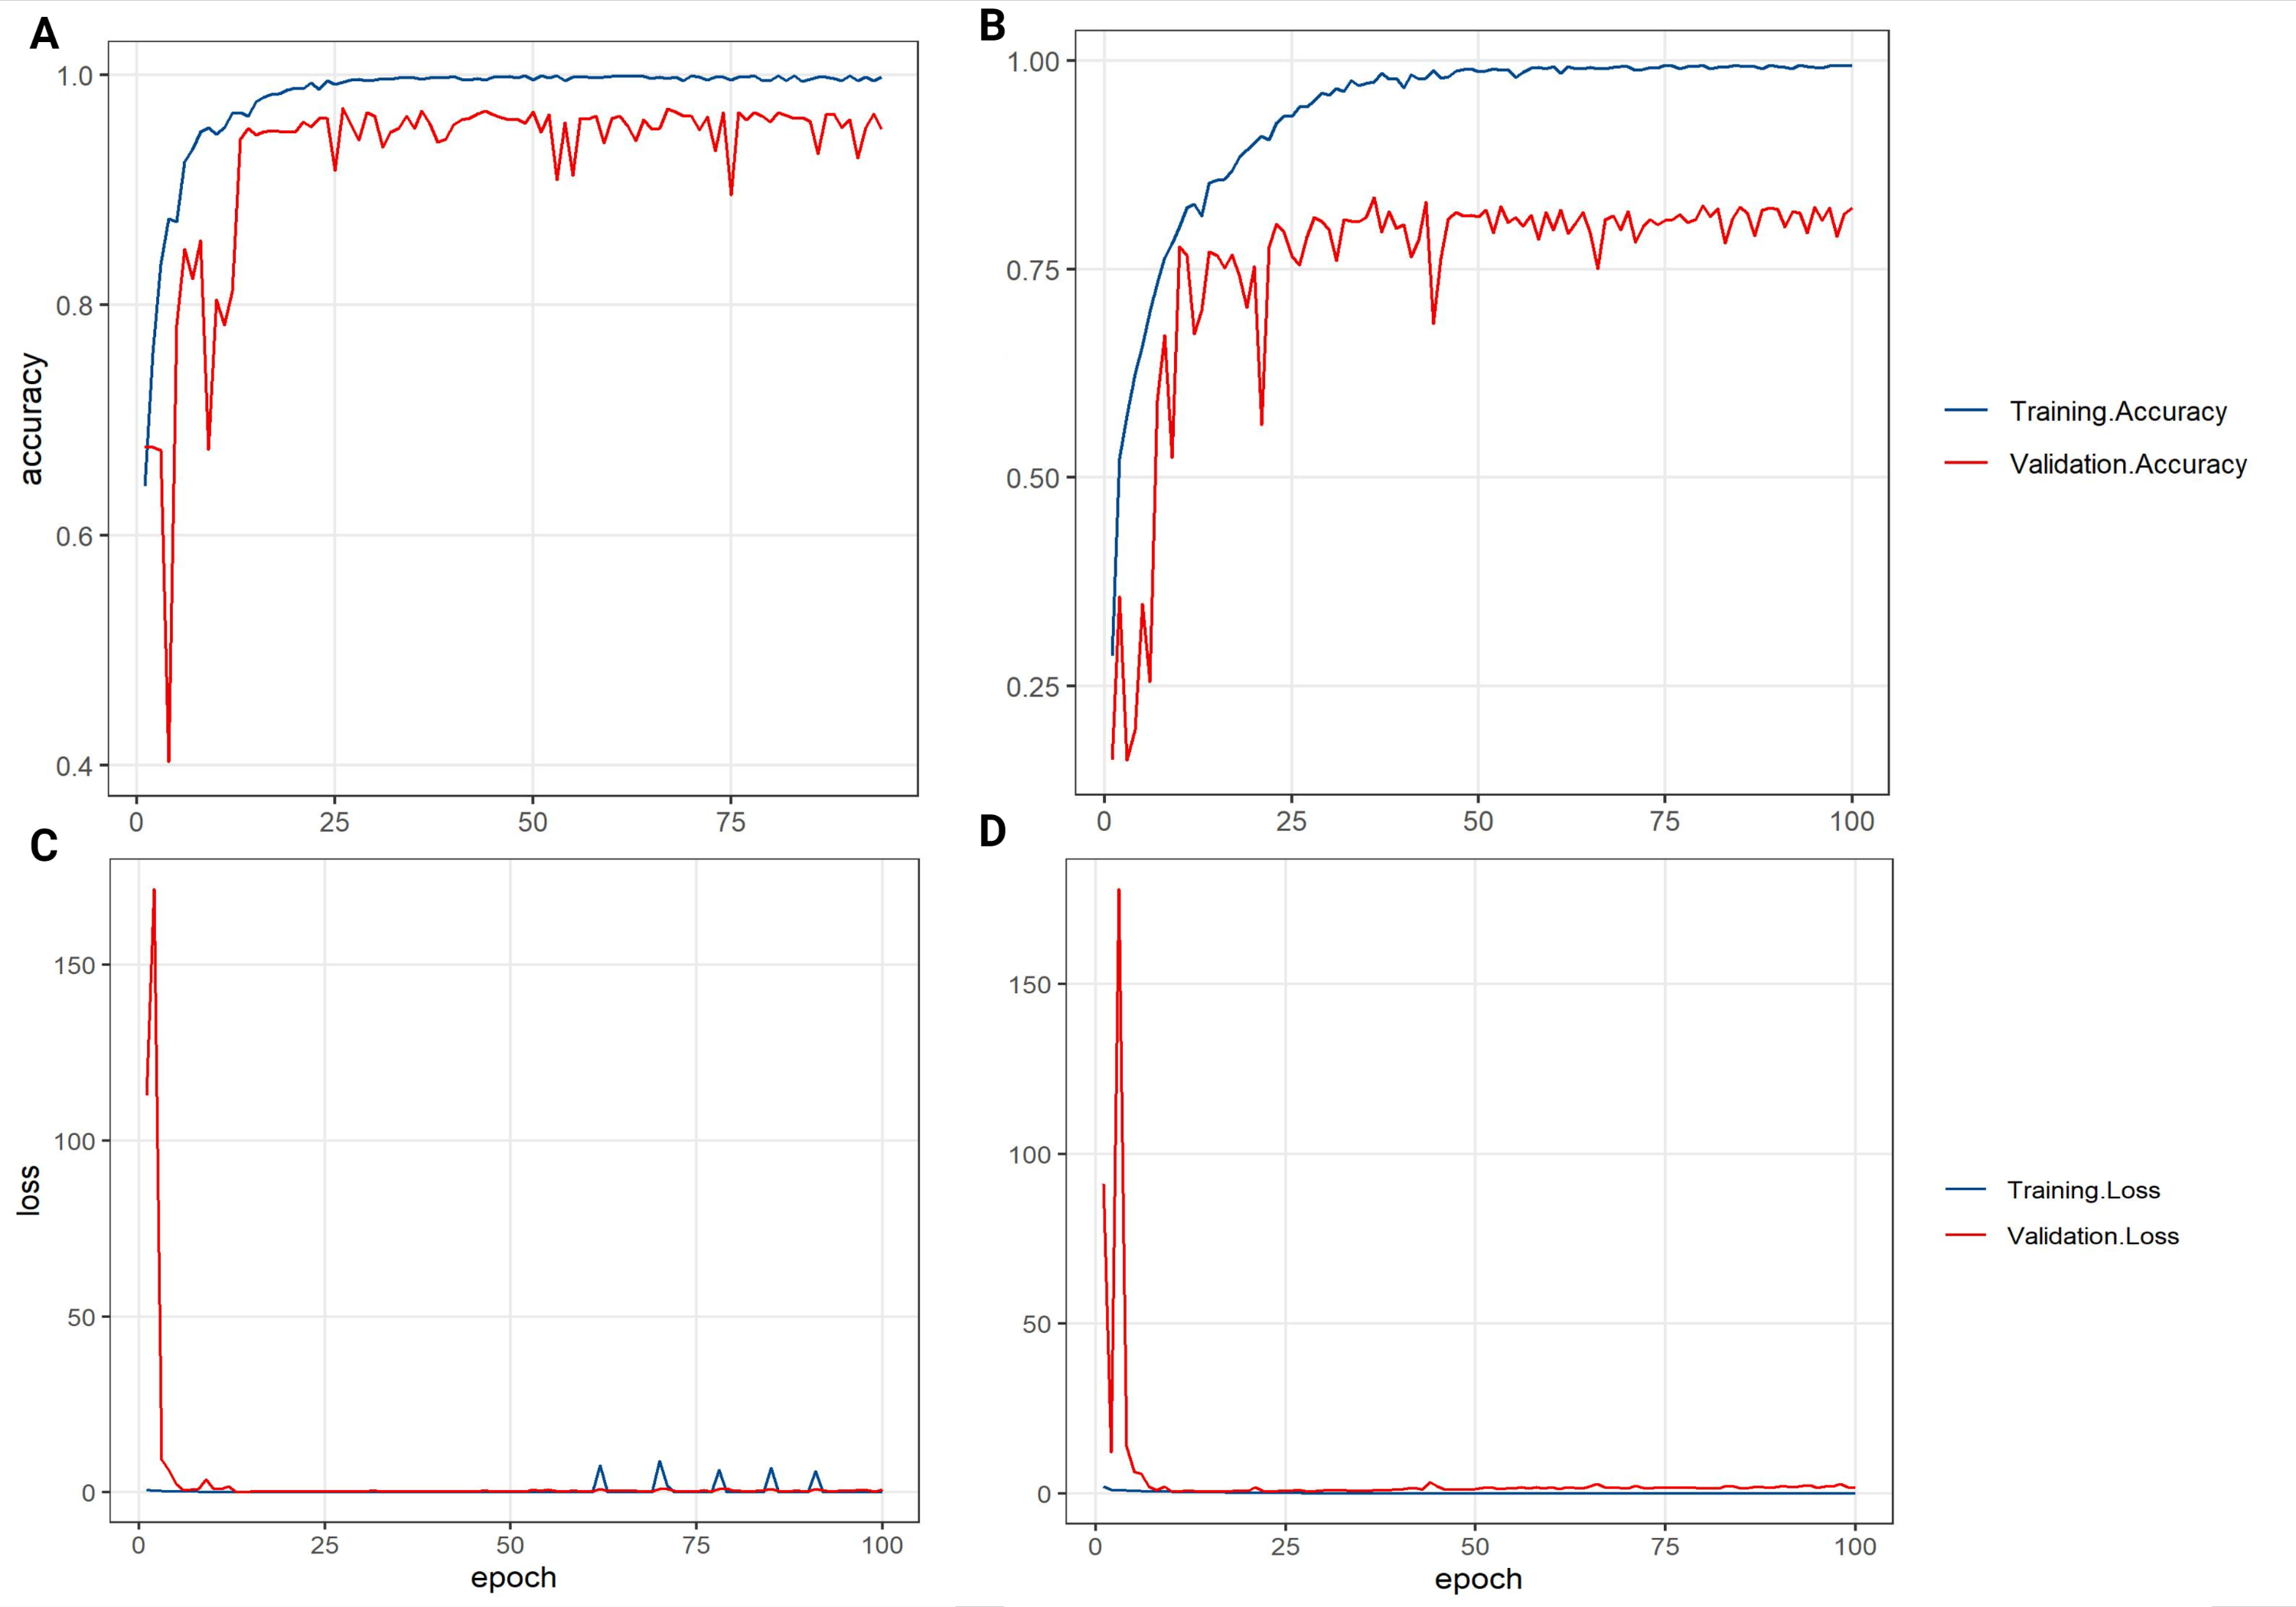 A
1.0
0.8
0.6
0.4
accuracy
0 25 50 75
B
1.00
0.75
0.50
0.25
0 25 50 75 100
Training.Accuracy
Validation.Accuracy
C
150
100
50
0
loss
0 25 50 75 100
epoch
D
150
100
50
0
0 25 50 75 100
epoch
Training.Loss
Validation.Loss